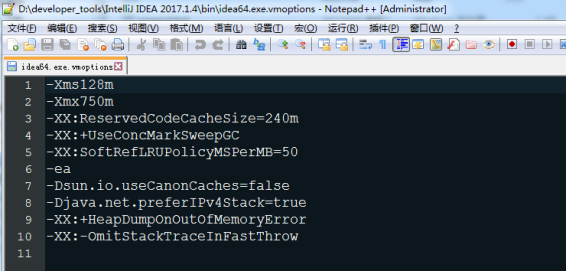 D:\developer_tools\IntelliJ IDEA 2017.1.4\bin\idea64.exe.vmoptions - Notepad++ [Administrator]
文件(F) 编辑(E) 搜索(S) 视图(V) 格式(M) 语言(L) 设置(T) 宏(O) 运行(R) 插件(P) 窗口(W) ?
idea64.exe.vmoptions
1 -Xms128m
2 -Xmx750m
3 -XX:ReservedCodeCacheSize=240m
4 -XX:+UseConcMarkSweepGC
5 -XX:SoftRefLRUPolicyMSPerMB=50
6 -ea
7 -Dsun.io.useCanonCaches=false
8 -Djava.net.preferIPv4Stack=true
9 -XX:+HeapDumpOnOutOfMemoryError
10 -XX:-OmitStackTraceInFastThrow
11